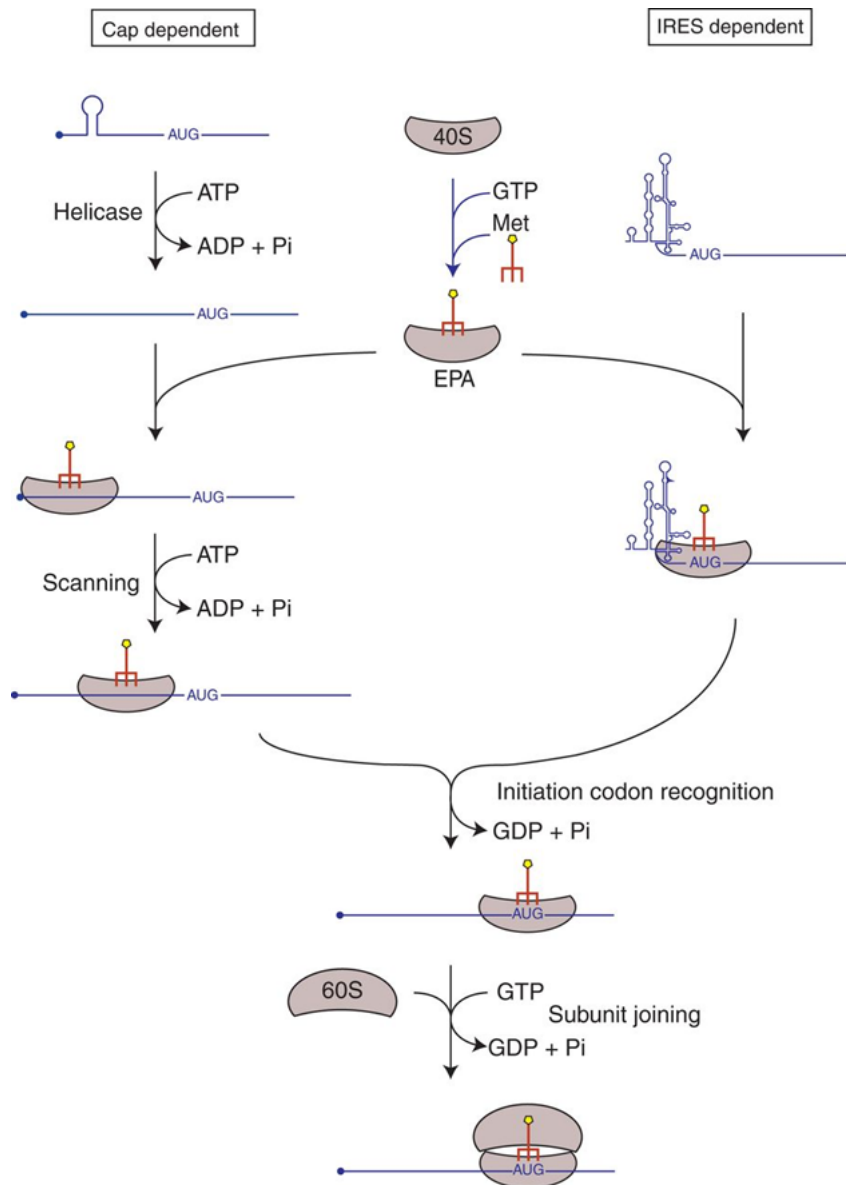 Cap dependent
IRES dependent
AUG
40S
Helicase
ATP
ADP + Pi
GTP
Met
AUG
AUG
EPA
AUG
AUG
Scanning
ATP
ADP + Pi
AUG
Initiation codon recognition
GDP + Pi
AUG
60S
GTP
Subunit joining
GDP + Pi
AUG